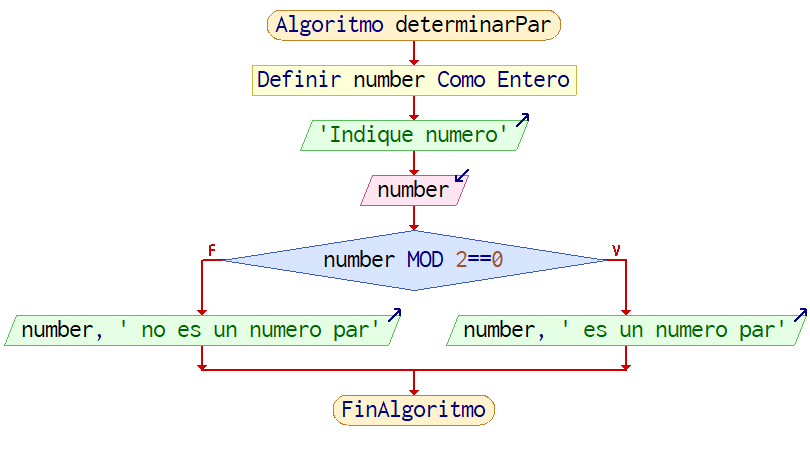 Algoritmo determinarPar
Definir number Como Entero
'Indique numero'
number
F
V
number MOD 2==0
number, ' no es un numero par'
number, ' es un numero par'
FinAlgoritmo